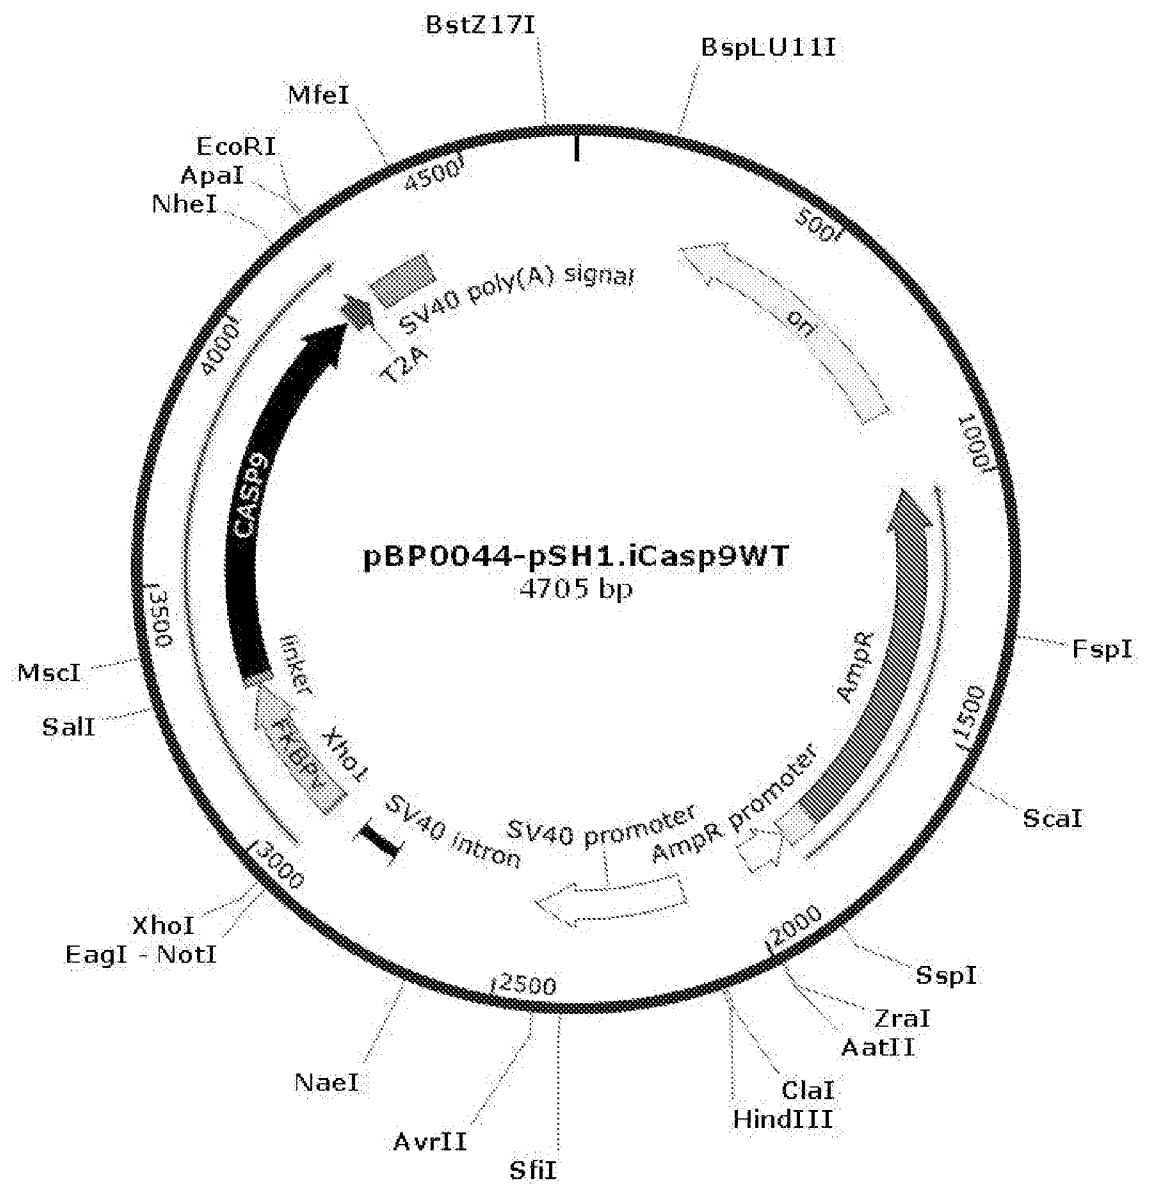 BstZ17I
BspLU11I
MfeI
EcoRI
ApaI
NheI
4500
500
SV40 poly(A) signal
ori
4000
T2A
1000
CASP9
pBP0044-pSH1.iCasp9WT
4705 bp
3500
linker
AmpR
FspI
MscI
SalI
1500
FKBPv
Xho1
SV40 intron
SV40 promoter
AmpR promoter
ScaI
3000
XhoI
EagI - NotI
2000
SspI
2500
ZraI
AatII
NaeI
ClaI
HindIII
AvrII
SfiI